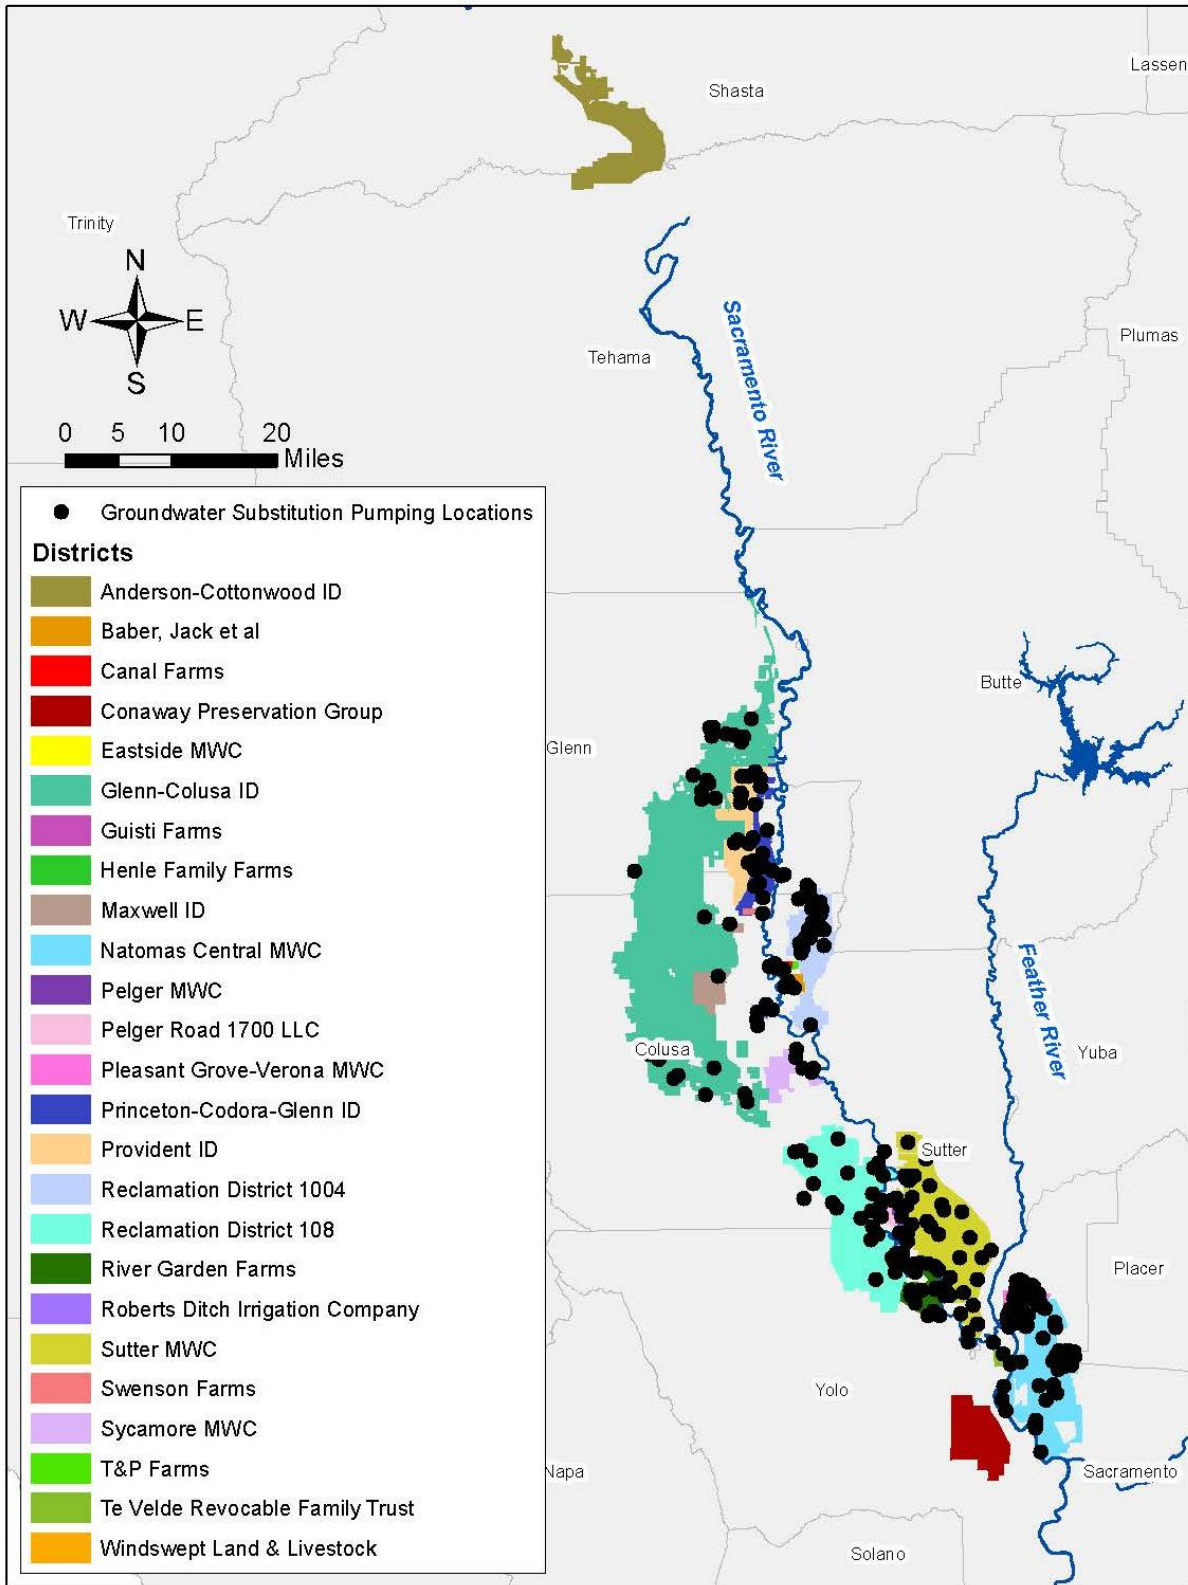 Lassen
Shasta
Trinity
N
W E
S
Plumas
Tehama
Sacramento River
0 5 10 20
Miles
Groundwater Substitution Pumping Locations
Districts
Anderson-Cottonwood ID
Baber, Jack et al
Canal Farms
Conaway Preservation Group
Eastside MWC
Glenn-Colusa ID
Guisti Farms
Henle Family Farms
Maxwell ID
Natomas Central MWC
Pelger MWC
Pelger Road 1700 LLC
Pleasant Grove-Verona MWC
Princeton-Codora-Glenn ID
Provident ID
Reclamation District 1004
Reclamation District 108
River Garden Farms
Roberts Ditch Irrigation Company
Sutter MWC
Swenson Farms
Sycamore MWC
T&P Farms
Te Velde Revocable Family Trust
Windswept Land & Livestock
Butte
Glenn
Feather River
Colusa
Yuba
Sutter
Placer
Yolo
Napa
Sacramento
Solano